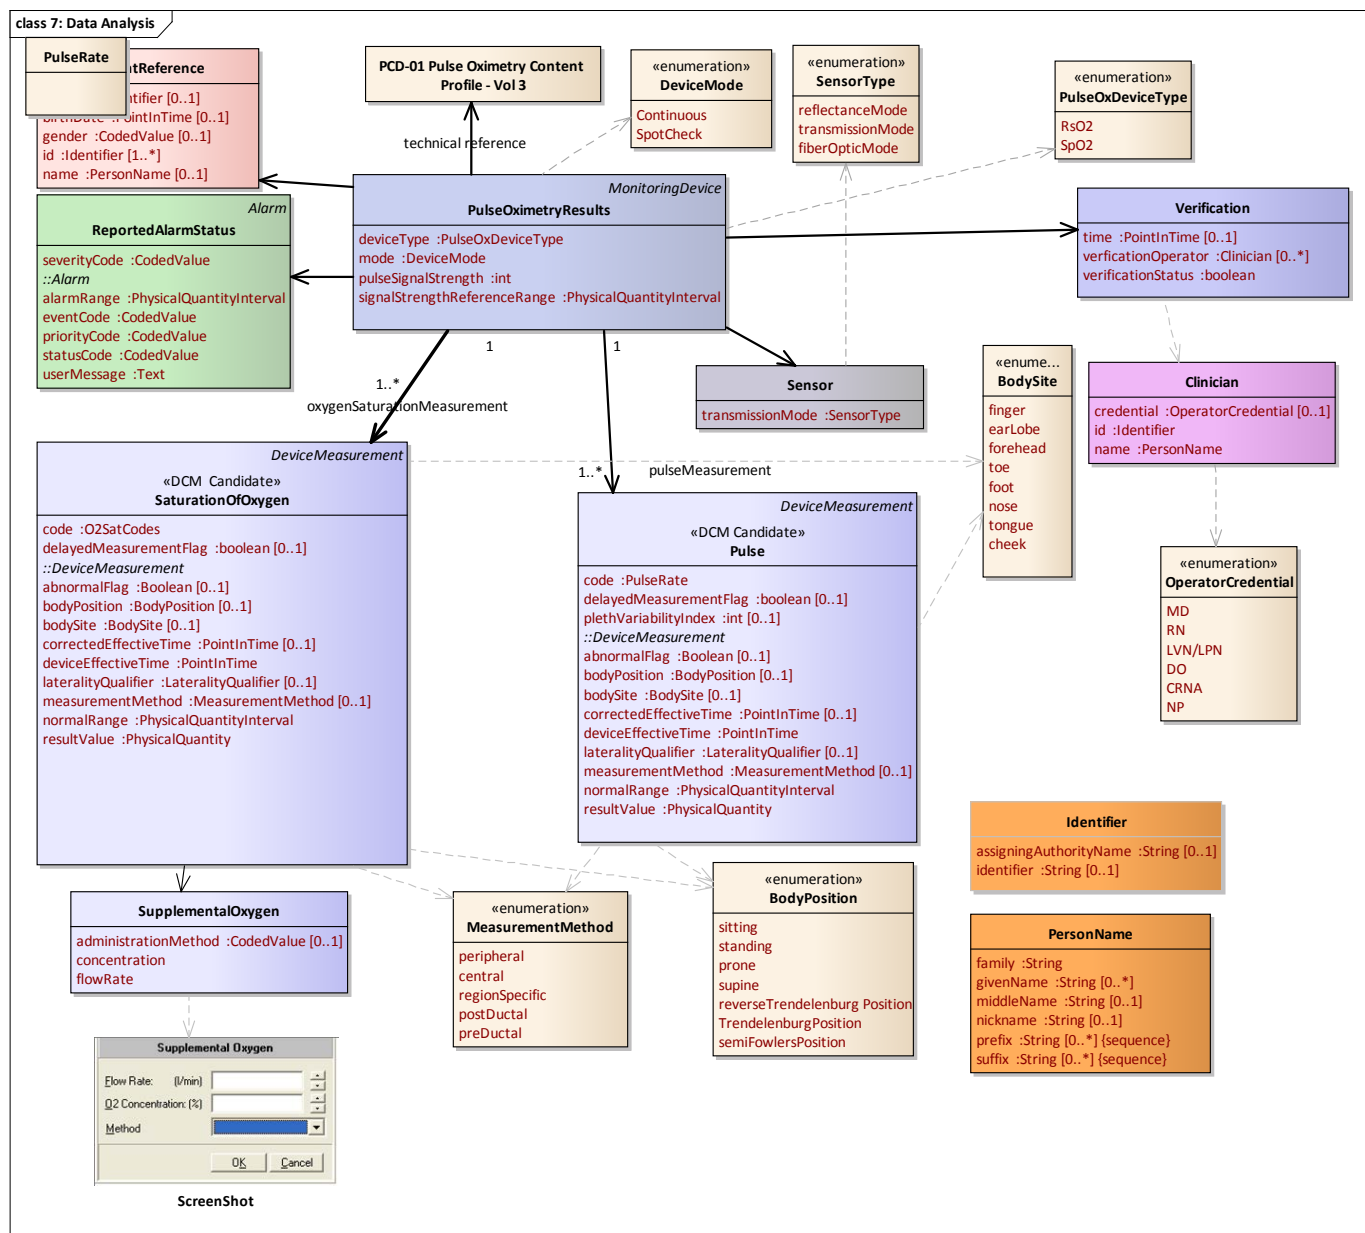 class 7: Data Analysis
PulseRate
ntReference
ntifier [0..1]
birthDate :PointInTime [0..1]
gender :CodedValue [0..1]
id :Identifier [1..*]
name :PersonName [0..1]
PCD-01 Pulse Oximetry Content
Profile - Vol 3
technical reference
«enumeration»
DeviceMode
Continuous
SpotCheck
«enumeration»
SensorType
reflectanceMode
transmissionMode
fiberOpticMode
«enumeration»
PulseOxDeviceType
RsO2
SpO2
Alarm
ReportedAlarmStatus
severityCode :CodedValue
::Alarm
alarmRange :PhysicalQuantityInterval
eventCode :CodedValue
priorityCode :CodedValue
statusCode :CodedValue
userMessage :Text
MonitoringDevice
PulseOximetryResults
deviceType :PulseOxDeviceType
mode :DeviceMode
pulseSignalStrength :int
signalStrengthReferenceRange :PhysicalQuantityInterval
Verification
time :PointInTime [0..1]
verficationOperator :Clinician [0..*]
verificationStatus :boolean
1
1
1..*
oxygenSaturationMeasurement
Sensor
transmissionMode :SensorType
«enume...
BodySite
finger
earLobe
forehead
toe
foot
nose
tongue
cheek
Clinician
credential :OperatorCredential [0..1]
id :Identifier
name :PersonName
1..*
pulseMeasurement
DeviceMeasurement
«DCM Candidate»
SaturationOfOxygen
code :O2SatCodes
delayedMeasurementFlag :boolean [0..1]
::DeviceMeasurement
abnormalFlag :Boolean [0..1]
bodyPosition :BodyPosition [0..1]
bodySite :BodySite [0..1]
correctedEffectiveTime :PointInTime [0..1]
deviceEffectiveTime :PointInTime
lateralityQualifier :LateralityQualifier [0..1]
measurementMethod :MeasurementMethod [0..1]
normalRange :PhysicalQuantityInterval
resultValue :PhysicalQuantity
DeviceMeasurement
«DCM Candidate»
Pulse
code :PulseRate
delayedMeasurementFlag :boolean [0..1]
plethVariabilityIndex :int [0..1]
::DeviceMeasurement
abnormalFlag :Boolean [0..1]
bodyPosition :BodyPosition [0..1]
bodySite :BodySite [0..1]
correctedEffectiveTime :PointInTime [0..1]
deviceEffectiveTime :PointInTime
lateralityQualifier :LateralityQualifier [0..1]
measurementMethod :MeasurementMethod [0..1]
normalRange :PhysicalQuantityInterval
resultValue :PhysicalQuantity
«enumeration»
OperatorCredential
MD
RN
LVN/LPN
DO
CRNA
NP
Identifier
assigningAuthorityName :String [0..1]
identifier :String [0..1]
SupplementalOxygen
administrationMethod :CodedValue [0..1]
concentration
flowRate
«enumeration»
MeasurementMethod
peripheral
central
regionSpecific
postDuctal
preDuctal
«enumeration»
BodyPosition
sitting
standing
prone
supine
reverseTrendelenburg Position
TrendelenburgPosition
semiFowlersPosition
PersonName
family :String
givenName :String [0..*]
middleName :String [0..1]
nickname :String [0..1]
prefix :String [0..*] {sequence}
suffix :String [0..*] {sequence}
Supplemental Oxygen
Flow Rate: (l/min)
O2 Concentration: (%)
Method
OK Cancel
ScreenShot